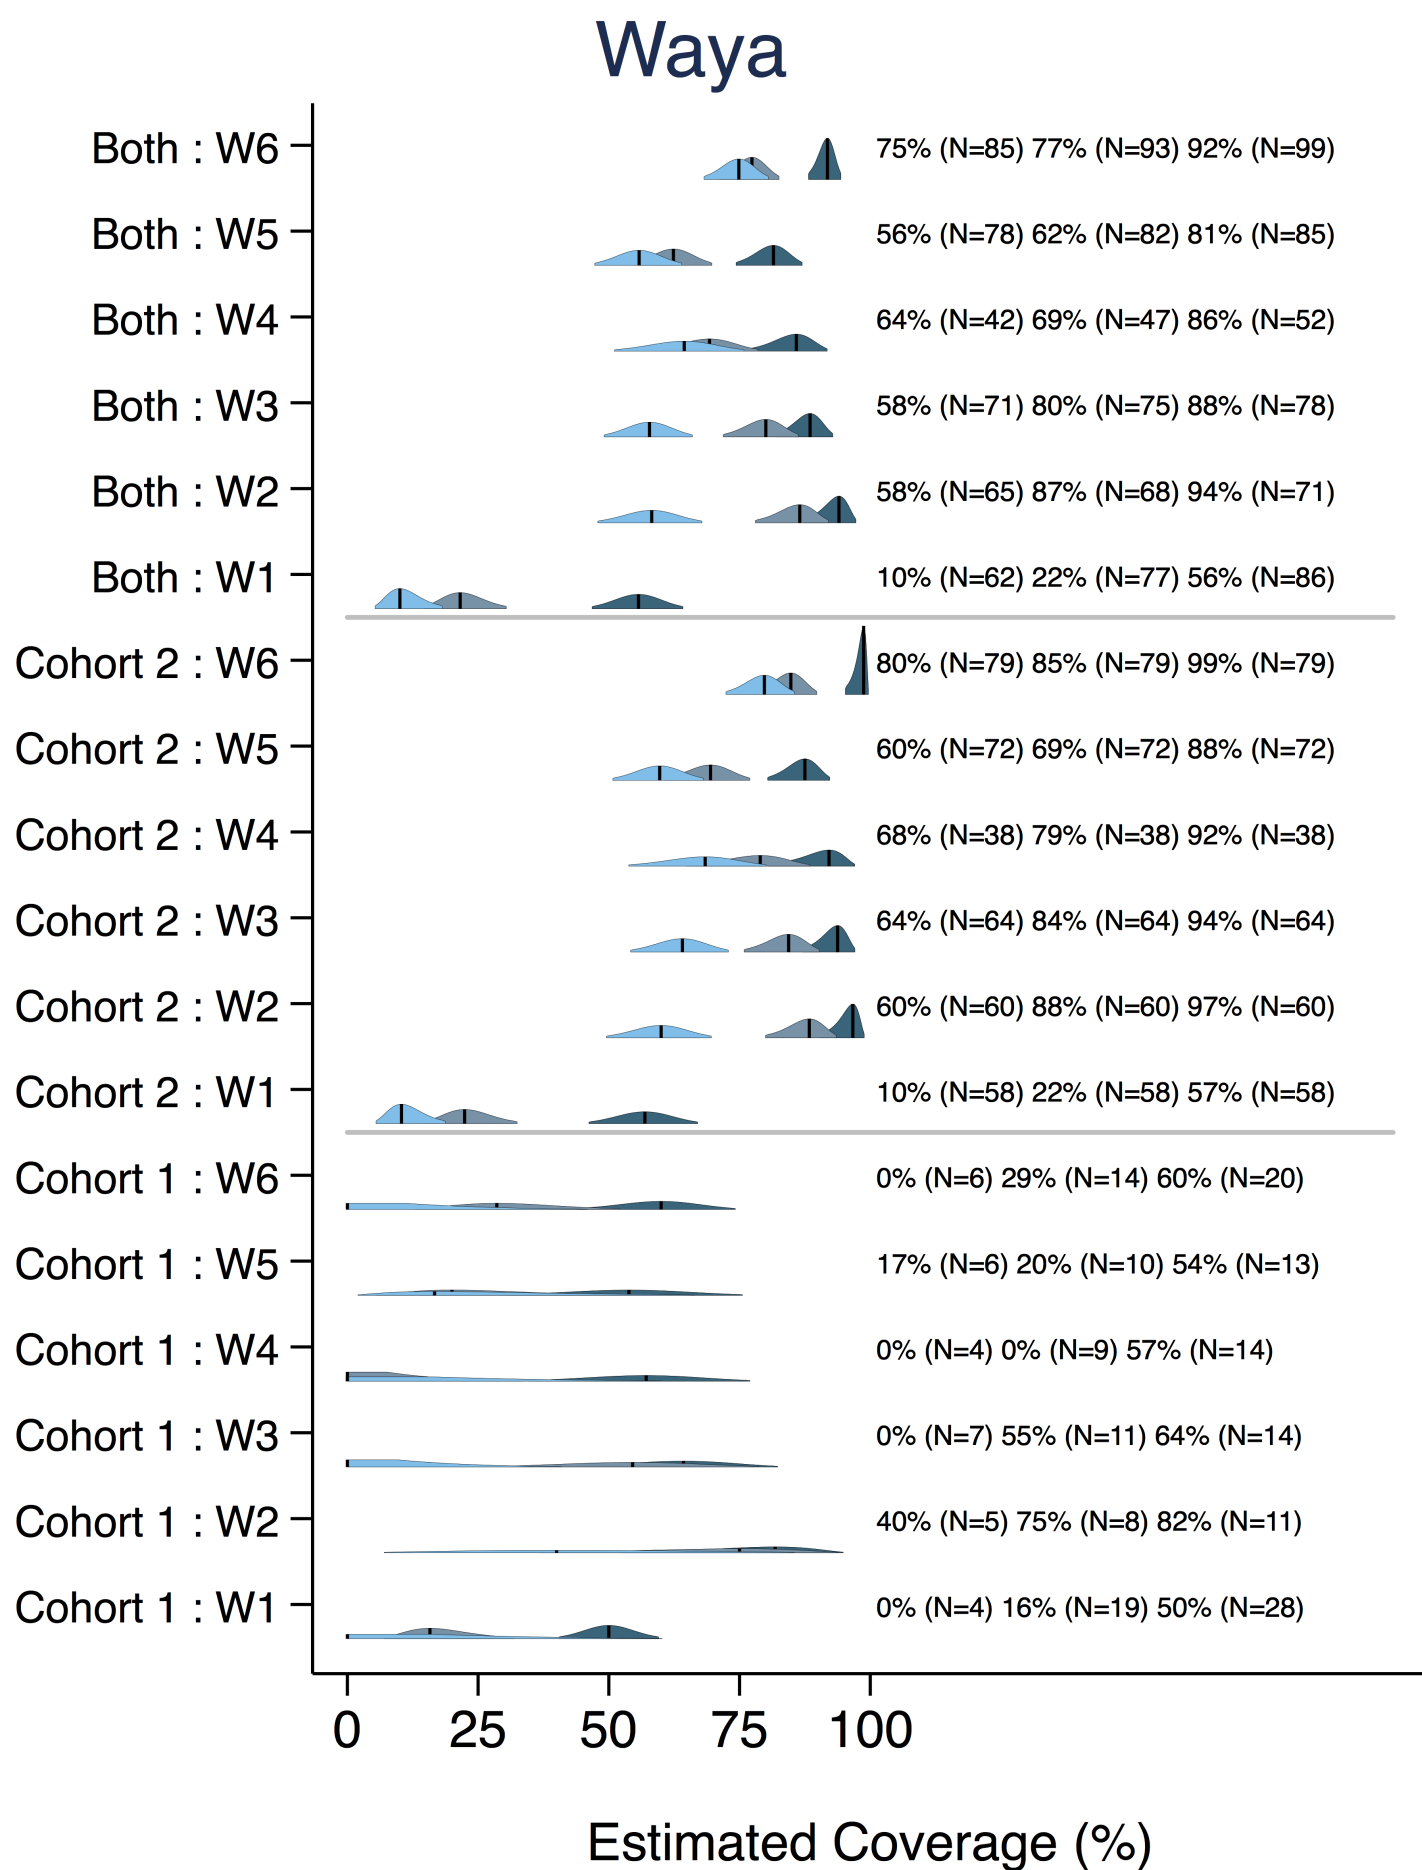 Waya
Both : W6 75% (N=85) 77% (N=93) 92% (N=99)
Both : W5 56% (N=78) 62% (N=82) 81% (N=85)
Both : W4 64% (N=42) 69% (N=47) 86% (N=52)
Both : W3 58% (N=71) 80% (N=75) 88% (N=78)
Both : W2 58% (N=65) 87% (N=68) 94% (N=71)
Both : W1 10% (N=62) 22% (N=77) 56% (N=86)
Cohort 2 : W6 80% (N=79) 85% (N=79) 99% (N=79)
Cohort 2 : W5 60% (N=72) 69% (N=72) 88% (N=72)
Cohort 2 : W4 68% (N=38) 79% (N=38) 92% (N=38)
Cohort 2 : W3 64% (N=64) 84% (N=64) 94% (N=64)
Cohort 2 : W2 60% (N=60) 88% (N=60) 97% (N=60)
Cohort 2 : W1 10% (N=58) 22% (N=58) 57% (N=58)
Cohort 1 : W6 0% (N=6) 29% (N=14) 60% (N=20)
Cohort 1 : W5 17% (N=6) 20% (N=10) 54% (N=13)
Cohort 1 : W4 0% (N=4) 0% (N=9) 57% (N=14)
Cohort 1 : W3 0% (N=7) 55% (N=11) 64% (N=14)
Cohort 1 : W2 40% (N=5) 75% (N=8) 82% (N=11)
Cohort 1 : W1 0% (N=4) 16% (N=19) 50% (N=28)
0 25 50 75 100
Estimated Coverage (%)